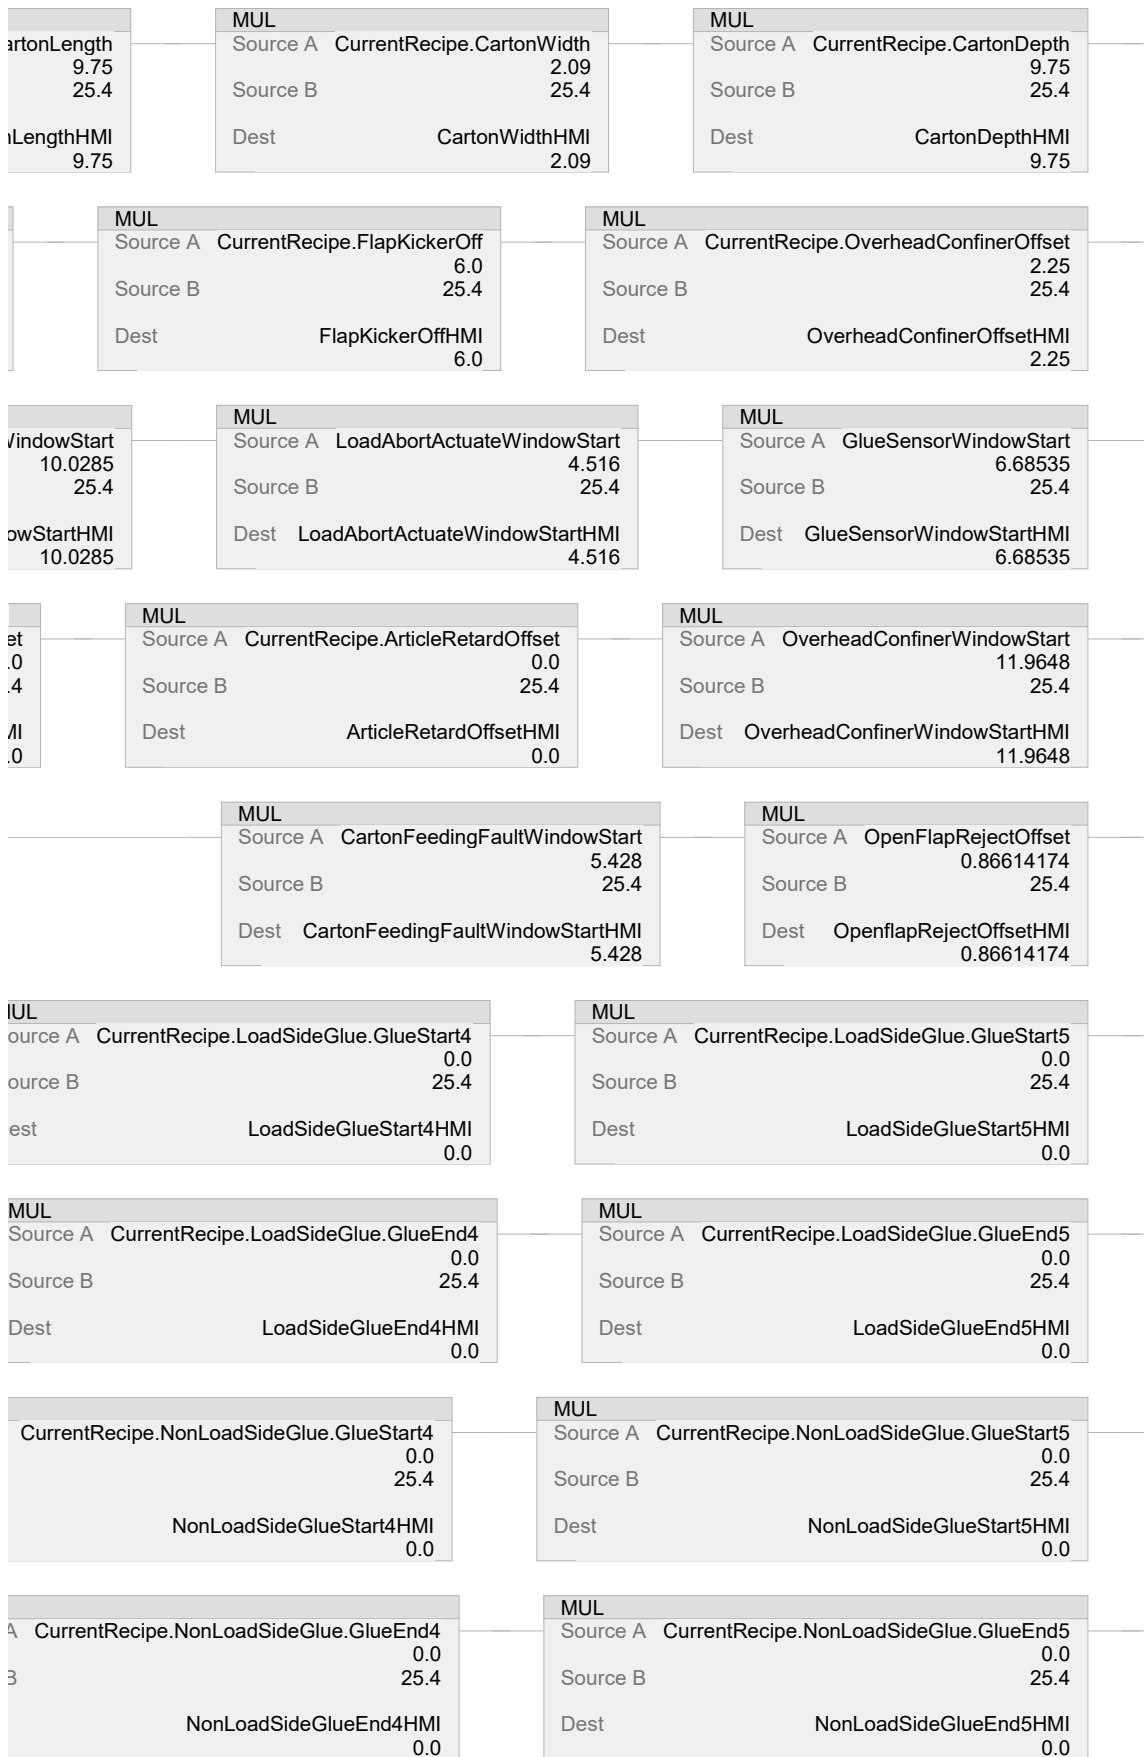 MUL MUL
artonLength Source A CurrentRecipe.CartonWidth Source A CurrentRecipe.CartonDepth
9.75 2.09 9.75
25.4 Source B 25.4 Source B 25.4
LengthHMI Dest CartonWidthHMI Dest CartonDepthHMI
9.75 2.09 9.75
MUL MUL
Source A CurrentRecipe.FlapKickerOff Source A CurrentRecipe.OverheadConfinerOffset
6.0 2.25
Source B 25.4 Source B 25.4
Dest FlapKickerOffHMI Dest OverheadConfinerOffsetHMI
6.0 2.25
MUL MUL
WindowStart Source A LoadAbortActuateWindowStart Source A GlueSensorWindowStart
10.0285 4.516 6.68535
25.4 Source B 25.4 Source B 25.4
owStartHMI Dest LoadAbortActuateWindowStartHMI Dest GlueSensorWindowStartHMI
10.0285 4.516 6.68535
MUL MUL
et Source A CurrentRecipe.ArticleRetardOffset Source A OverheadConfinerWindowStart
.0 0.0 11.9648
.4 Source B 25.4 Source B 25.4
MI Dest ArticleRetardOffsetHMI Dest OverheadConfinerWindowStartHMI
.0 0.0 11.9648
MUL MUL
Source A CartonFeedingFaultWindowStart Source A OpenFlapRejectOffset
5.428 0.86614174
Source B 25.4 Source B 25.4
Dest CartonFeedingFaultWindowStartHMI Dest OpenflapRejectOffsetHMI
5.428 0.86614174
MUL MUL
ource A CurrentRecipe.LoadSideGlue.GlueStart4 Source A CurrentRecipe.LoadSideGlue.GlueStart5
0.0 0.0
ource B 25.4 Source B 25.4
est LoadSideGlueStart4HMI Dest LoadSideGlueStart5HMI
0.0 0.0
MUL MUL
Source A CurrentRecipe.LoadSideGlue.GlueEnd4 Source A CurrentRecipe.LoadSideGlue.GlueEnd5
0.0 0.0
Source B 25.4 Source B 25.4
Dest LoadSideGlueEnd4HMI Dest LoadSideGlueEnd5HMI
0.0 0.0
MUL
CurrentRecipe.NonLoadSideGlue.GlueStart4 Source A CurrentRecipe.NonLoadSideGlue.GlueStart5
0.0 0.0
25.4 Source B 25.4
NonLoadSideGlueStart4HMI Dest NonLoadSideGlueStart5HMI
0.0 0.0
MUL
A CurrentRecipe.NonLoadSideGlue.GlueEnd4 Source A CurrentRecipe.NonLoadSideGlue.GlueEnd5
0.0 0.0
B 25.4 Source B 25.4
NonLoadSideGlueEnd4HMI Dest NonLoadSideGlueEnd5HMI
0.0 0.0